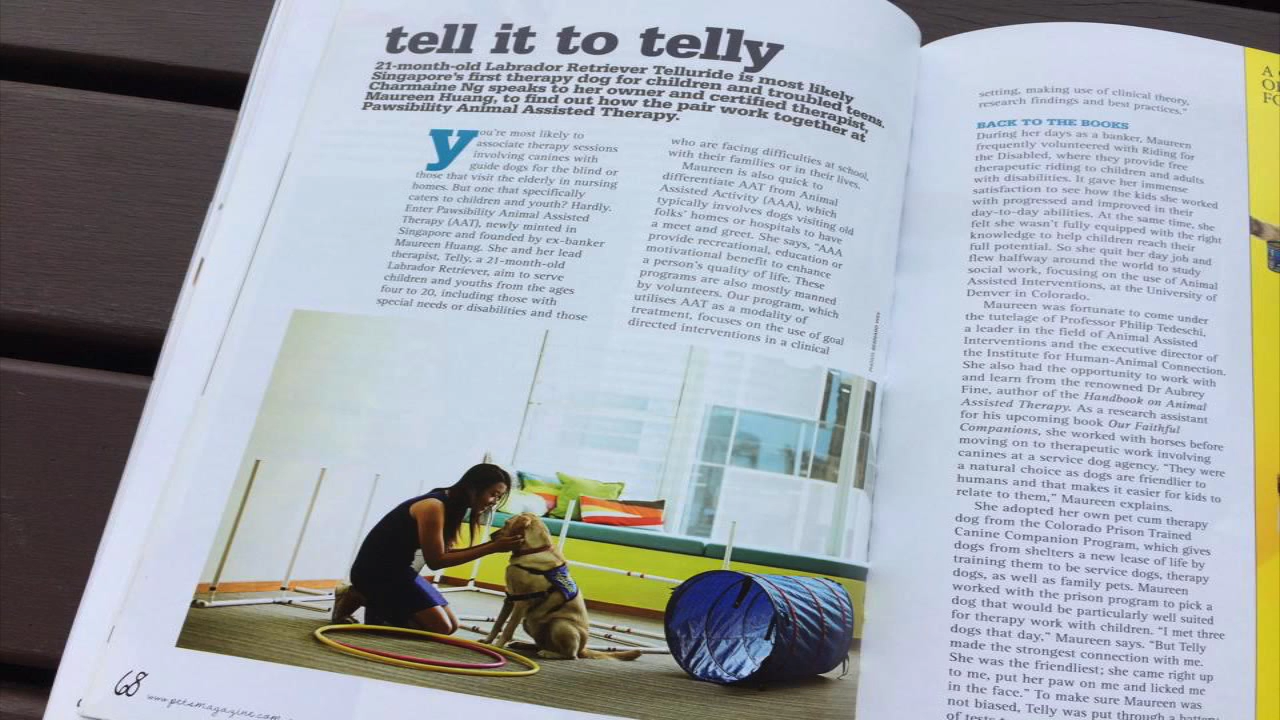 tell it to telly
21-month-old Labrador Retriever Telluride is most likely
Singapore's first therapy dog for children and troubled teens.
Charmaine Ng speaks to her owner and certified therapist,
Maureen Huang, to find out how the pair work together at
Pawsibility Animal Assisted Therapy.
you're most likely to
associate therapy sessions
involving canines with
guide dogs for the blind or
those that visit the elderly in nursing
homes. But one that specifically
caters to children and youth? Hardly.
Enter Pawsibility Animal Assisted
Therapy (AAT), newly minted in
Singapore and founded by ex-banker
Maureen Huang. She and her lead
therapist, Telly, a 21-month-old
Labrador Retriever, aim to serve
children and youths from the ages
four to 20, including those with
special needs or disabilities and those
who are facing difficulties at school,
with their families or in their lives.
Maureen is also quick to
differentiate AAT from Animal
Assisted Activity (AAA), which
typically involves dogs visiting old
folks' homes or hospitals to have
a meet and greet. She says, "AAA
provide recreational, education or
motivational benefit to enhance
a person's quality of life. These
programs are also mostly manned
by volunteers. Our program, which
utilises AAT as a modality of
treatment, focuses on the use of goal
directed interventions in a clinical
setting, making use of clinical theory,
research findings and best practices."
BACK TO THE BOOKS
During her days as a banker, Maureen
frequently volunteered with Riding for
the Disabled, where they provide free
therapeutic riding to children and adults
with disabilities. It gave her immense
satisfaction to see how the kids she worked
with progressed and improved in their
day-to-day abilities. At the same time, she
felt she wasn't fully equipped with the right
knowledge to help children reach their
full potential. So she quit her day job and
flew halfway around the world to study
social work, focusing on the use of Animal
Assisted Interventions, at the University of
Denver in Colorado.
Maureen was fortunate to come under
the tutelage of Professor Philip Tedeschi,
a leader in the field of Animal Assisted
Interventions and the executive director of
the Institute for Human-Animal Connection.
She also had the opportunity to work with
and learn from the renowned Dr Aubrey
Fine, author of the Handbook on Animal
Assisted Therapy. As a research assistant
for his upcoming book Our Faithful
Companions, she worked with horses before
moving on to therapeutic work involving
canines at a service dog agency. "They were
a natural choice as dogs are friendlier to
humans and that makes it easier for kids to
relate to them," Maureen explains.
She adopted her own pet cum therapy
dog from the Colorado Prison Trained
Canine Companion Program, which gives
dogs from shelters a new lease of life by
training them to be service dogs, therapy
dogs, as well as family pets. Maureen
worked with the prison program to pick a
dog that would be particularly well suited
for therapy work with children. "I met three
dogs that day." Maureen says. "But Telly
made the strongest connection with me.
She was the friendliest; she came right up
to me, put her paw on me and licked me
in the face." To make sure Maureen was
not biased, Telly was put through a
of tests
68 www.petsmagazine.com
A
FO